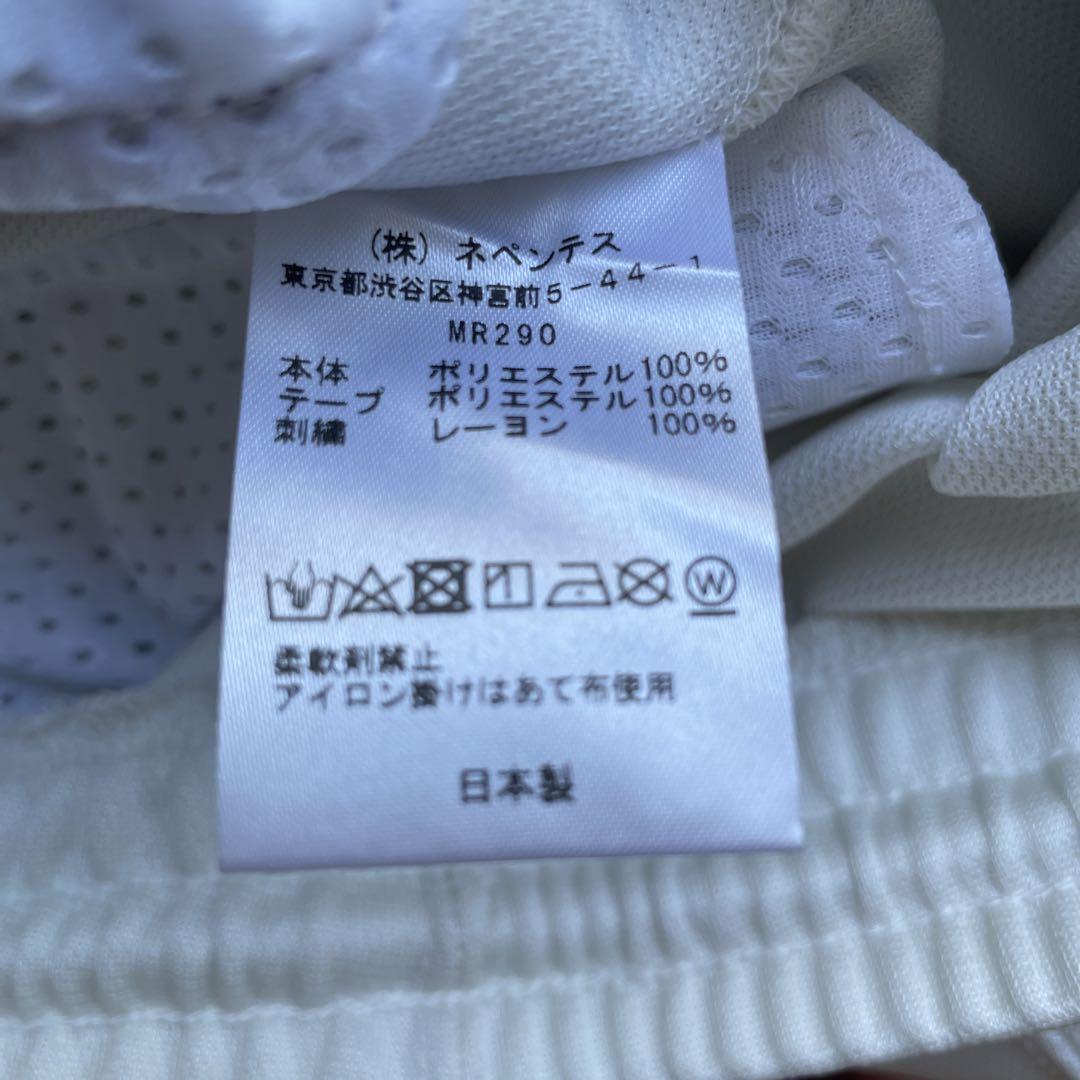 (株) ネペンテス
東京都渋谷区神宮前5-44-1
MR290
本体 ポリエステル100%
テープ ポリエステル100%
刺繍 レーヨン 100%
W
柔軟剤禁止
アイロン掛けはあて布使用
日本製